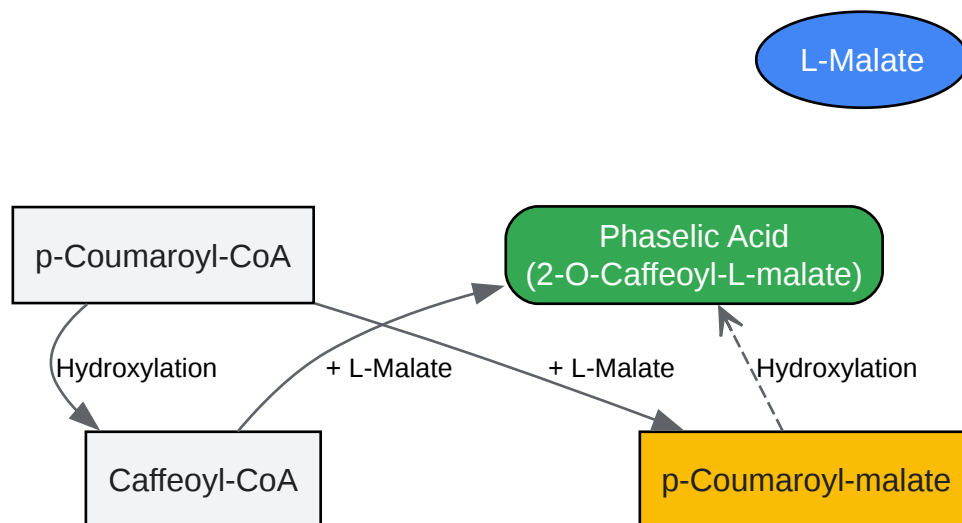 L-Malate
p-Coumaroyl-CoA
Phaselic Acid
(2-O-Caffeoyl-L-malate)
Hydroxylation
+ L-Malate
+ L-Malate
Hydroxylation
Caffeoyl-CoA
p-Coumaroyl-malate